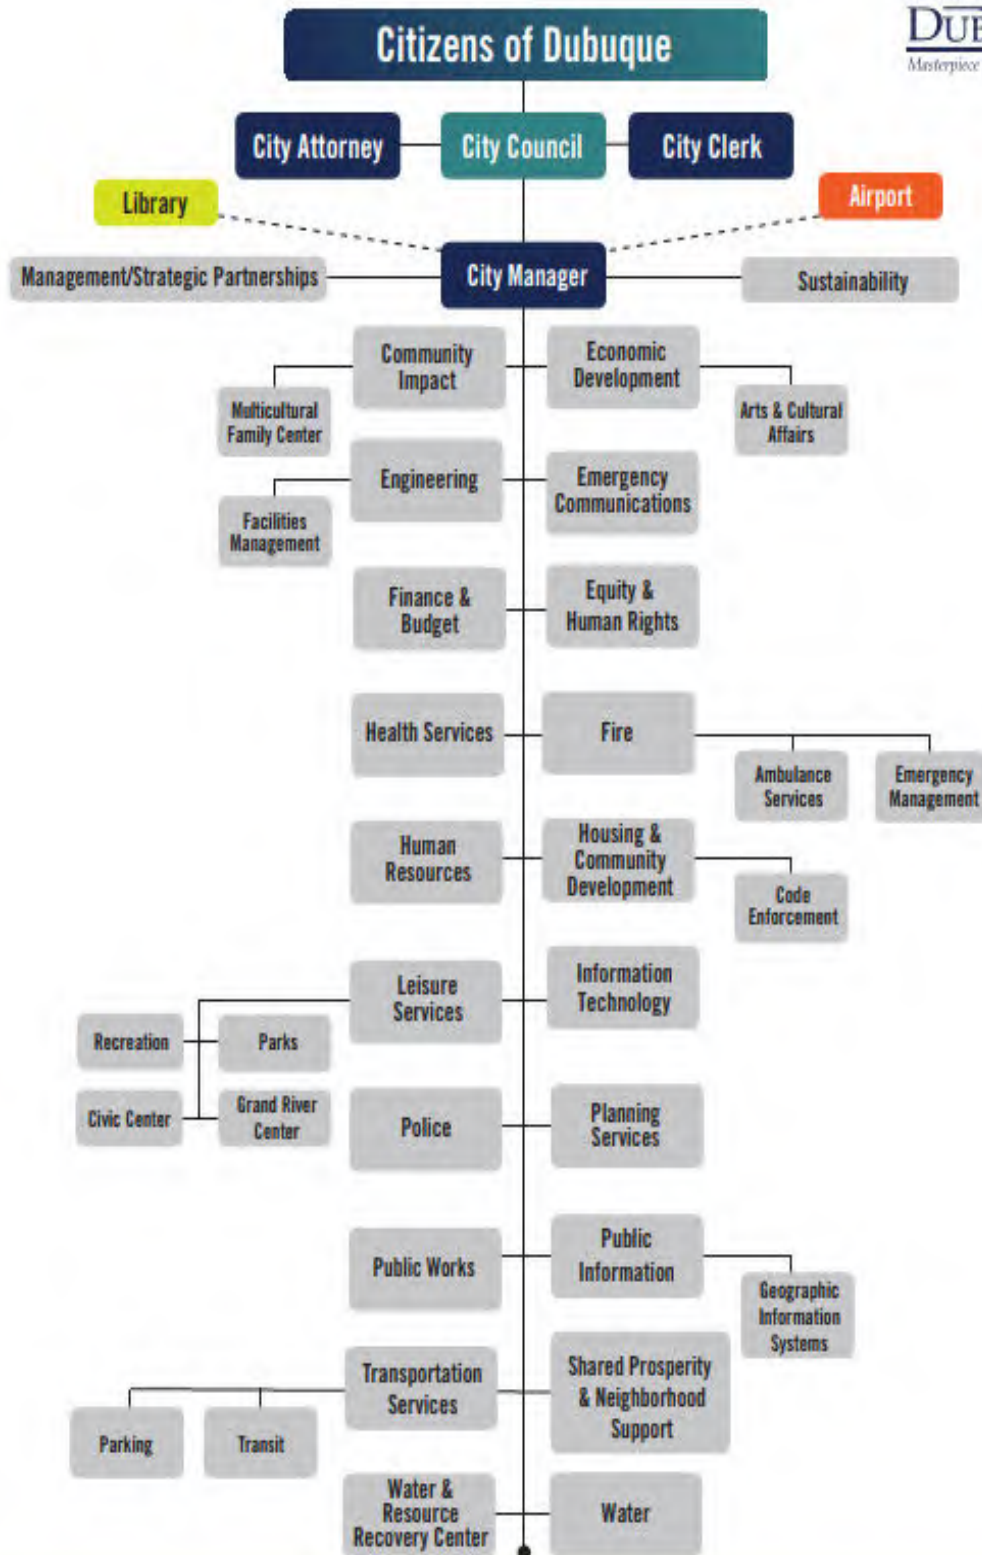 Citizens of Dubuque
DUB
Masterpiece
City Attorney
City Council
City Clerk
Library
Airport
Management/Strategic Partnerships
City Manager
Sustainability
Community
Impact
Economic
Development
Multicultural
Family Center
Arts & Cultural
Affairs
Engineering
Emergency
Communications
Facilities
Management
Finance &
Budget
Equity &
Human Rights
Health Services
Fire
Ambulance
Services
Emergency
Management
Human
Resources
Housing &
Community
Development
Code
Enforcement
Leisure
Services
Information
Technology
Recreation
Parks
Civic Center
Grand River
Center
Police
Planning
Services
Public Works
Public
Information
Geographic
Information
Systems
Transportation
Services
Shared Prosperity
& Neighborhood
Support
Parking
Transit
Water &
Resource
Recovery Center
Water